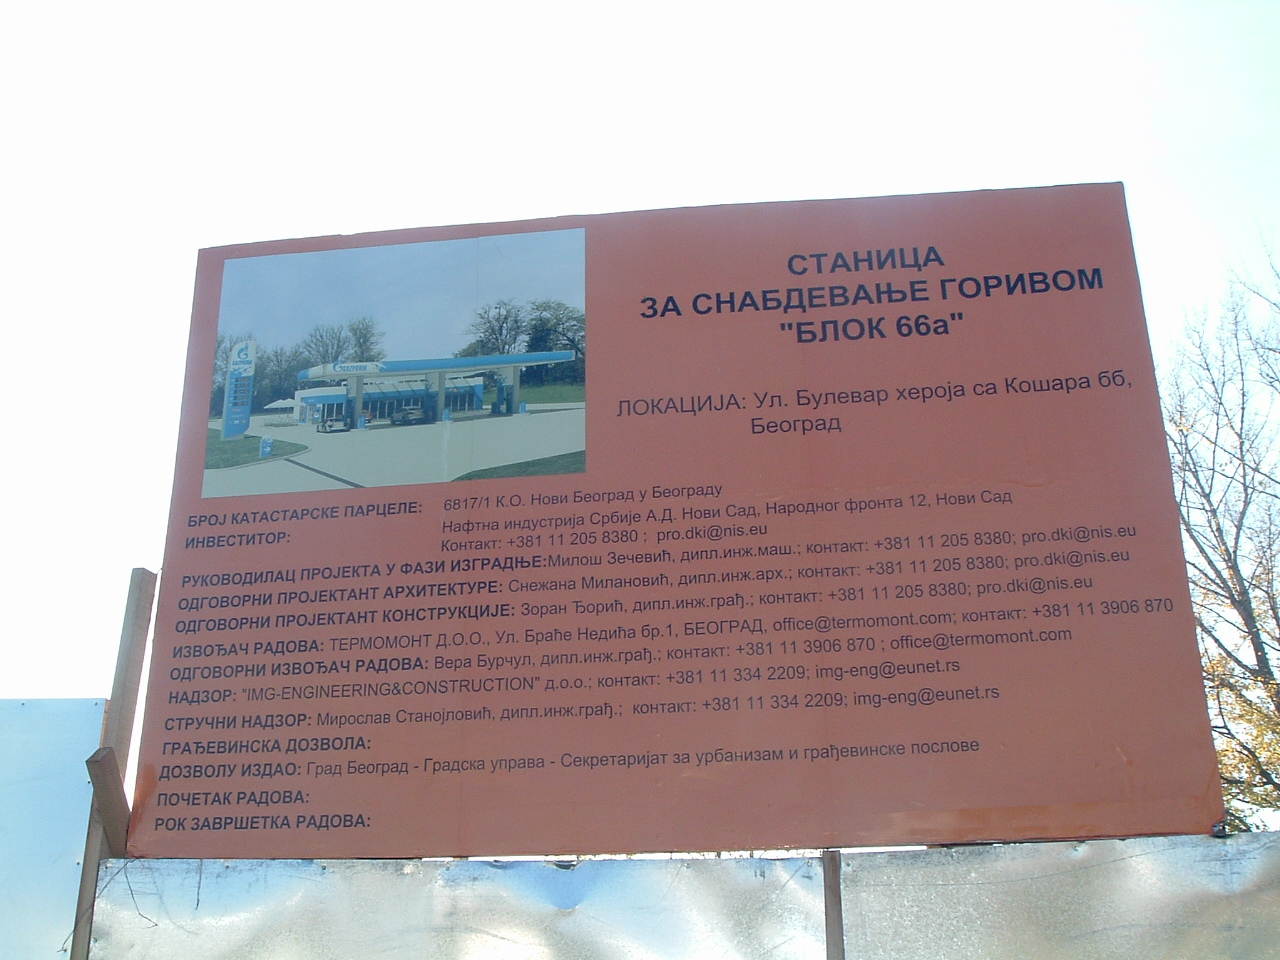 СТАНИЦА
ЗА СНАБДЕВАЊЕ ГОРИВОМ
"БЛОК 66а"
ЛОКАЦИЈА: Ул. Булевар хероја са Кошара бб,
Београд
GAZPROM
БРОЈ КАТАСТАРСКЕ ПАРЦЕЛЕ: 6817/1 К.О. Нови Београд у Београду
ИНВЕСТИТОР: Нафтна индустрија Србије А.Д. Нови Сад, Народног фронта 12, Нови Сад
Контакт: +381 11 205 8380 ; pro.dki@nis.eu
РУКОВОДИЛАЦ ПРОЈЕКТА У ФАЗИ ИЗГРАДЊЕ:Милош Зечевић, дипл.инж.маш.; контакт: +381 11 205 8380; pro.dki@nis.eu
ОДГОВОРНИ ПРОЈЕКТАНТ АРХИТЕКТУРЕ: Снежана Милановић, дипл.инж.арх.; контакт: +381 11 205 8380; pro.dki@nis.eu
ОДГОВОРНИ ПРОЈЕКТАНТ КОНСТРУКЦИЈЕ: Зоран Ђорић, дипл.инж.грађ.; контакт: +381 11 205 8380; pro.dki@nis.eu
ИЗВОЂАЧ РАДОВА: ТЕРМОМОНТ Д.О.О., Ул. Браће Недића бр.1, БЕОГРАД, office@termomont.com; контакт: +381 11 3906 870
ОДГОВОРНИ ИЗВОЂАЧ РАДОВА: Вера Бурчул, дипл.инж.грађ.; контакт: +381 11 3906 870 ; office@termomont.com
НАДЗОР: "IMG-ENGINEERING&CONSTRUCTION" д.о.о.; контакт: +381 11 334 2209; img-eng@eunet.rs
СТРУЧНИ НАДЗОР: Мирослав Станојловић, дипл.инж.грађ.; контакт: +381 11 334 2209; img-eng@eunet.rs
ГРАЂЕВИНСКА ДОЗВОЛА:
ДОЗВОЛУ ИЗДАО: Град Београд - Градска управа - Секретаријат за урбанизам и грађевинске послове
ПОЧЕТАК РАДОВА:
РОК ЗАВРШЕТКА РАДОВА: